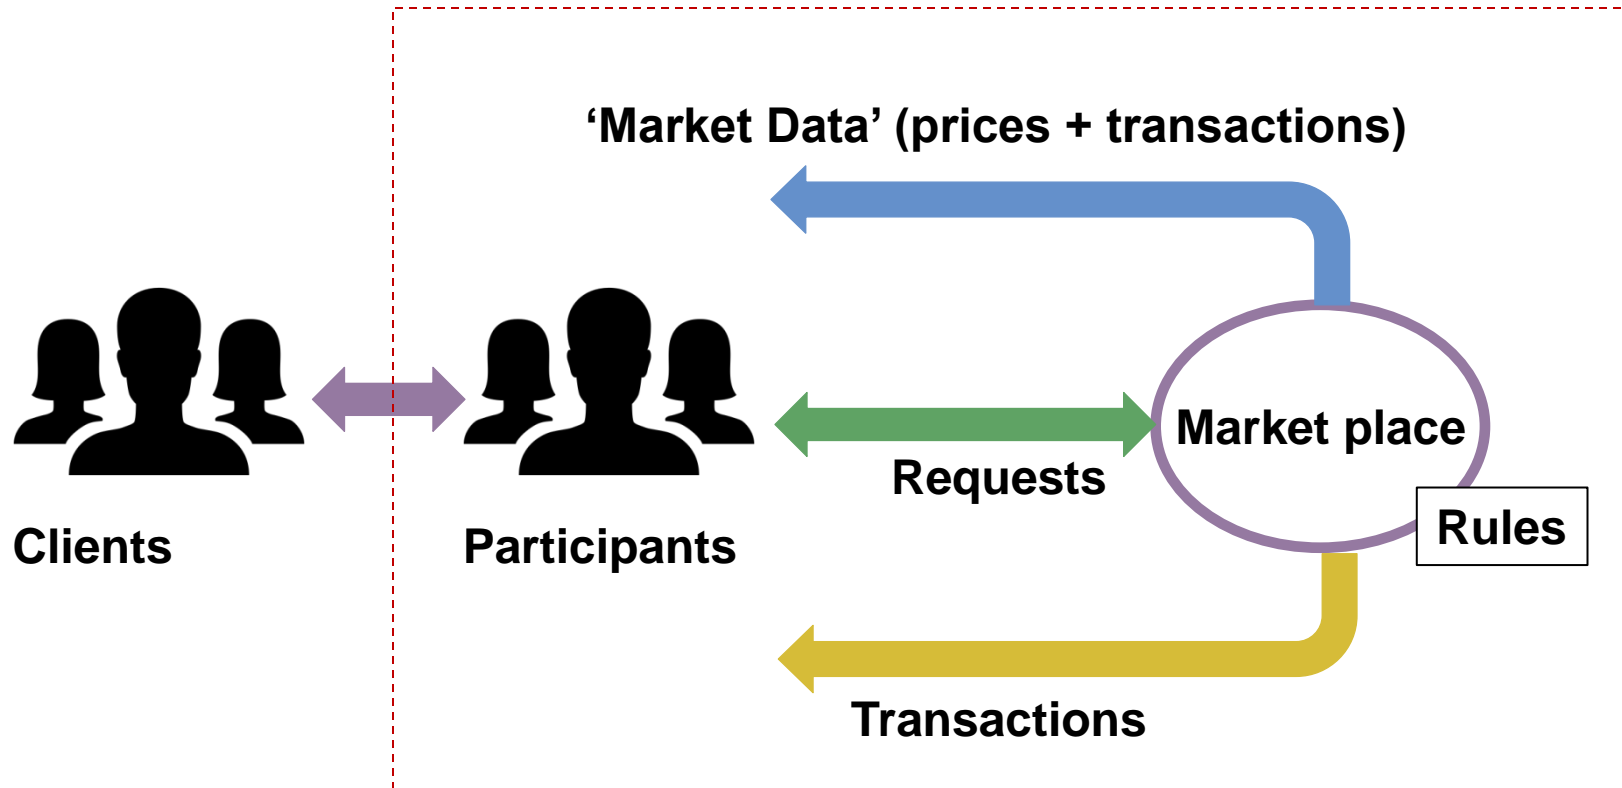 ‘Market Data’ (prices + transactions)
Market place
Requests
Rules
Clients
Participants
Transactions